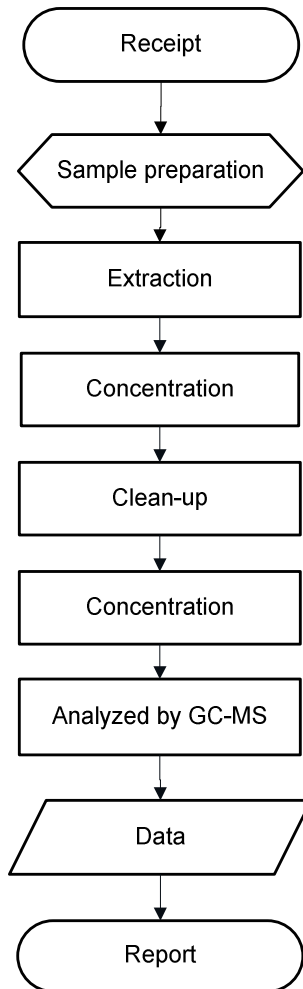 Receipt
Sample preparation
Extraction
Concentration
Clean-up
Concentration
Analyzed by GC-MS
Data
Report